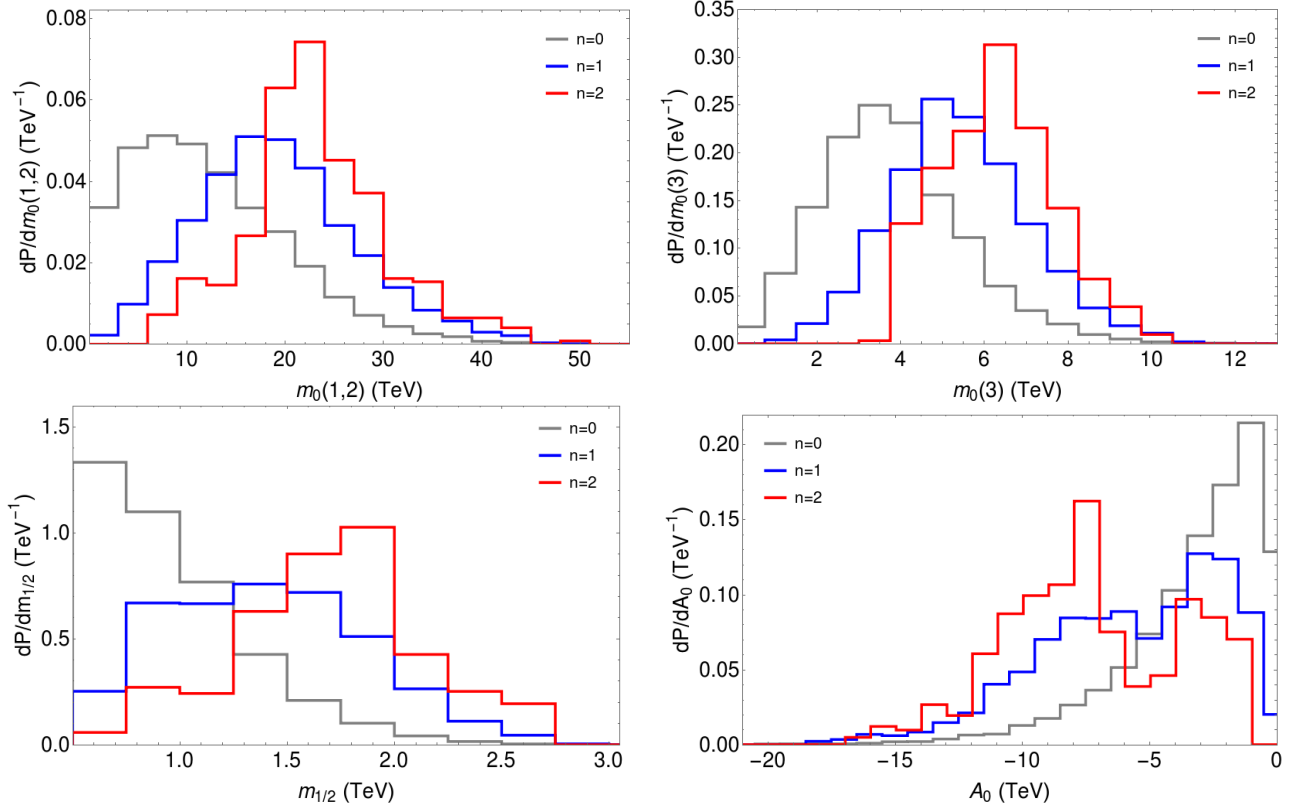 dP/dm₀(1,2) (TeV⁻¹)
0.08
0.06
0.04
0.02
0.00
n=0
n=1
n=2
10 20 30 40 50
m₀(1,2) (TeV)
dP/dm₀(3) (TeV⁻¹)
0.35
0.30
0.25
0.20
0.15
0.10
0.05
0.00
n=0
n=1
n=2
2 4 6 8 10 12
m₀(3) (TeV)
dP/dm₁/₂ (TeV⁻¹)
1.5
1.0
0.5
0.0
n=0
n=1
n=2
1.0 1.5 2.0 2.5 3.0
m₁/₂ (TeV)
dP/dA₀ (TeV⁻¹)
0.20
0.15
0.10
0.05
0.00
n=0
n=1
n=2
−20 −15 −10 −5 0
A₀ (TeV)